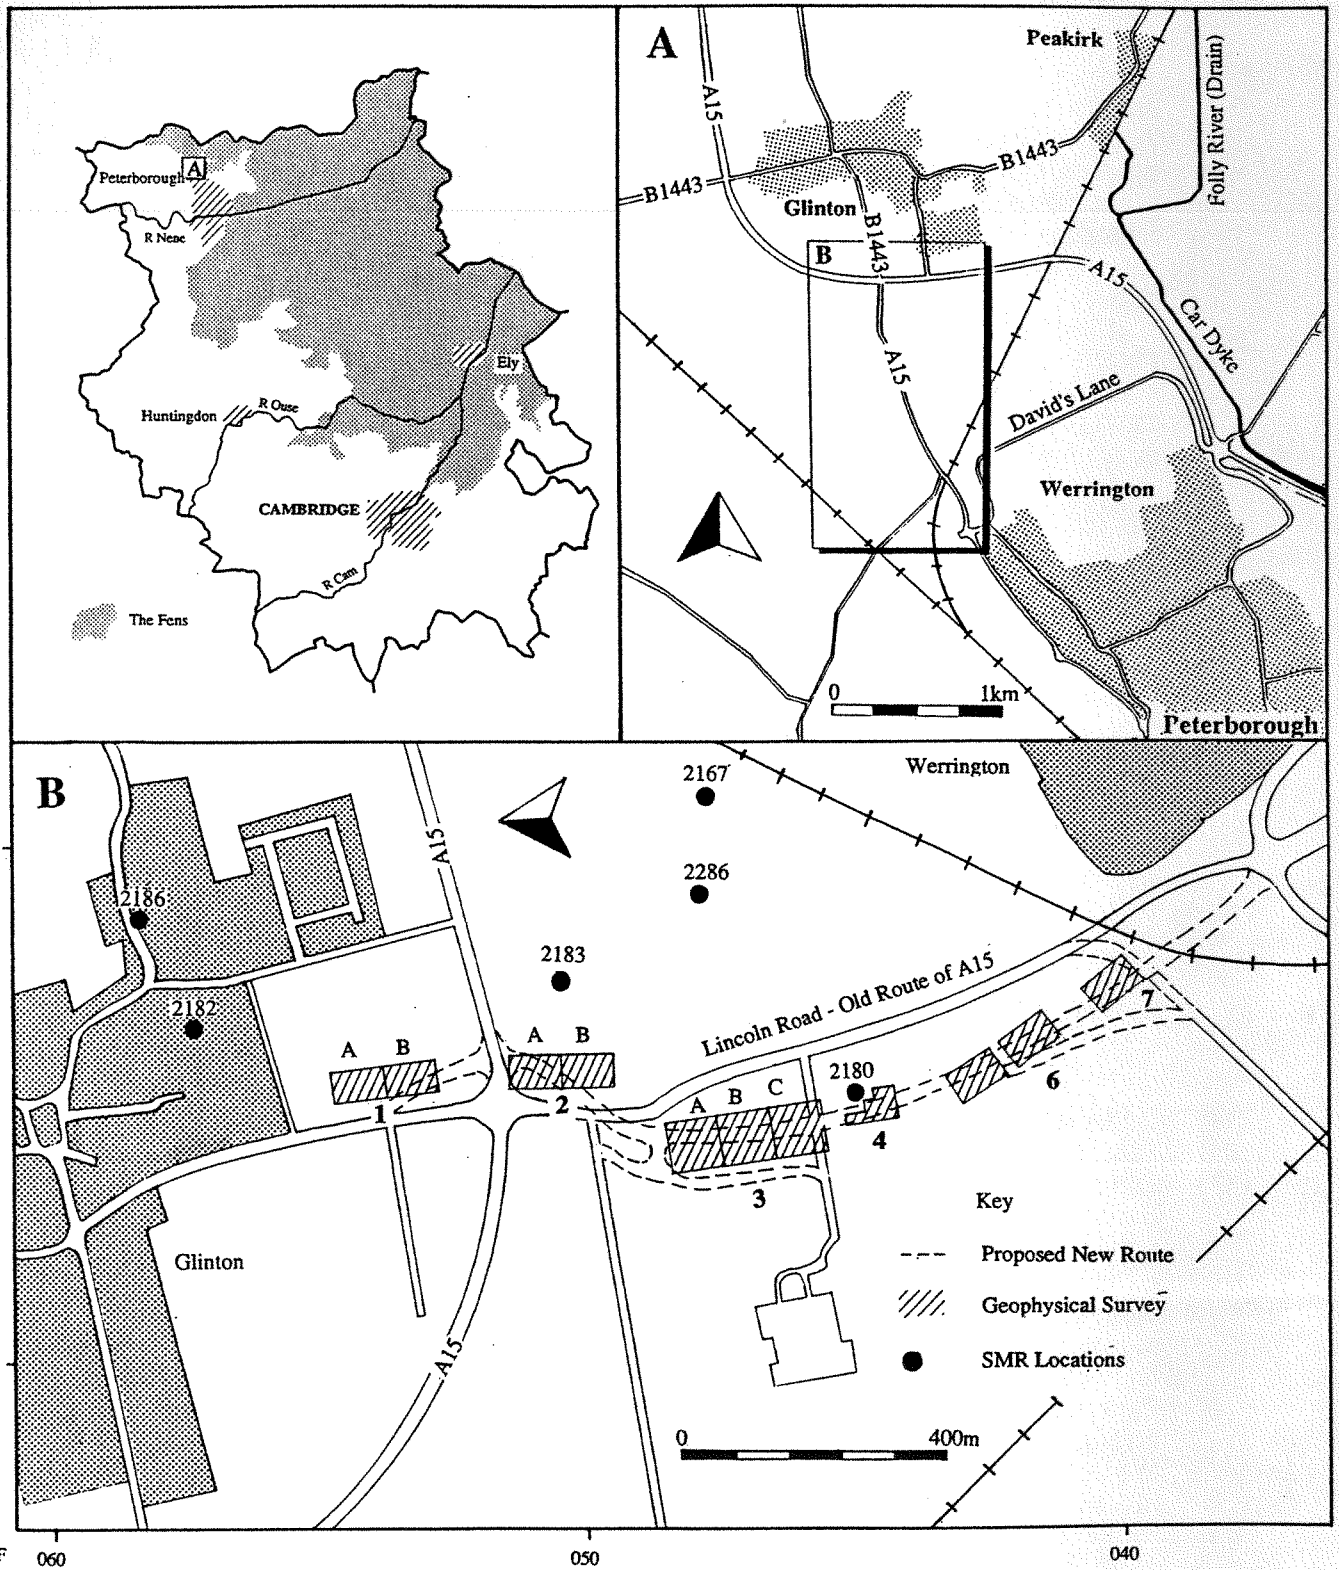 A
Peterborough
R Nene
Ely
Huntingdon
R Ouse
CAMBRIDGE
R Cam
The Fens
A
Peakirk
A15
Folly River (Drain)
B1443
B1443
Glinton
B1443
B
A15
Car Dyke
A15
David's Lane
Werrington
0 1km
Peterborough
B
Werrington
2167
A15
2286
2186
2183
2182
Lincoln Road - Old Route of A15
A B
A B
1
2
2180
A B C
7
6
4
3
Key
Glinton
Proposed New Route
Geophysical Survey
SMR Locations
A15
0 400m
060
050
040